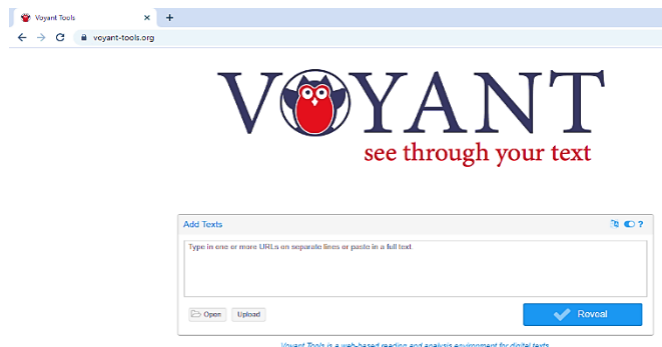 Voyant Tools
voyant-tools.org
VOYANT
see through your text
Add Texts
?
Type in one or more URLs on separate lines or paste in a full text.
Open Upload Reveal
Voyant Tools is a web-based reading and analysis environment for digital texts.